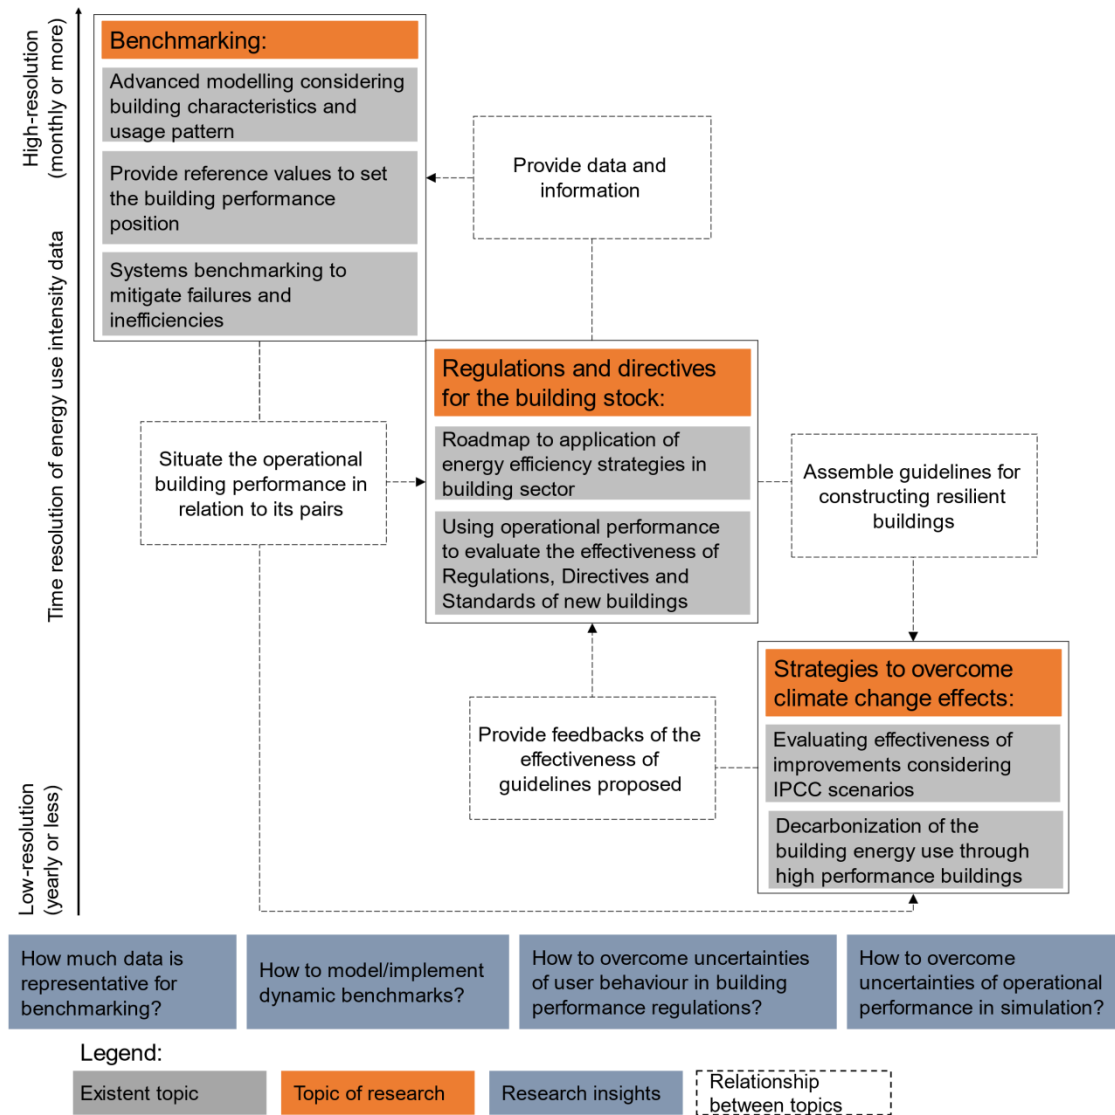 High-resolution
(monthly or more)
Time resolution of energy use intensity data
Low-resolution
(yearly or less)
Benchmarking:
Advanced modelling considering
building characteristics and
usage pattern
Provide reference values to set
the building performance
position
Systems benchmarking to
mitigate failures and
inefficiencies
Provide data and
information
Situate the operational
building performance in
relation to its pairs
Regulations and directives
for the building stock:
Roadmap to application of
energy efficiency strategies in
building sector
Using operational performance
to evaluate the effectiveness of
Regulations, Directives and
Standards of new buildings
Assemble guidelines for
constructing resilient
buildings
Provide feedbacks of the
effectiveness of
guidelines proposed
Strategies to overcome
climate change effects:
Evaluating effectiveness of
improvements considering
IPCC scenarios
Decarbonization of the
building energy use through
high performance buildings
How much data is
representative for
benchmarking?
How to model/implement
dynamic benchmarks?
How to overcome uncertainties
of user behaviour in building
performance regulations?
How to overcome
uncertainties of operational
performance in simulation?
Legend:
Existent topic
Topic of research
Research insights
Relationship
between topics